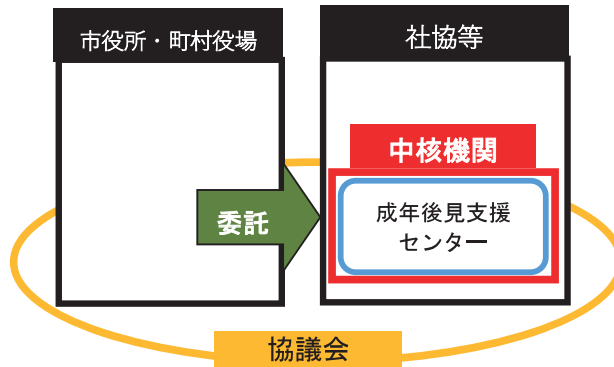 市役所・町村役場
社協等
中核機関
委託
成年後見支援
センター
協議会